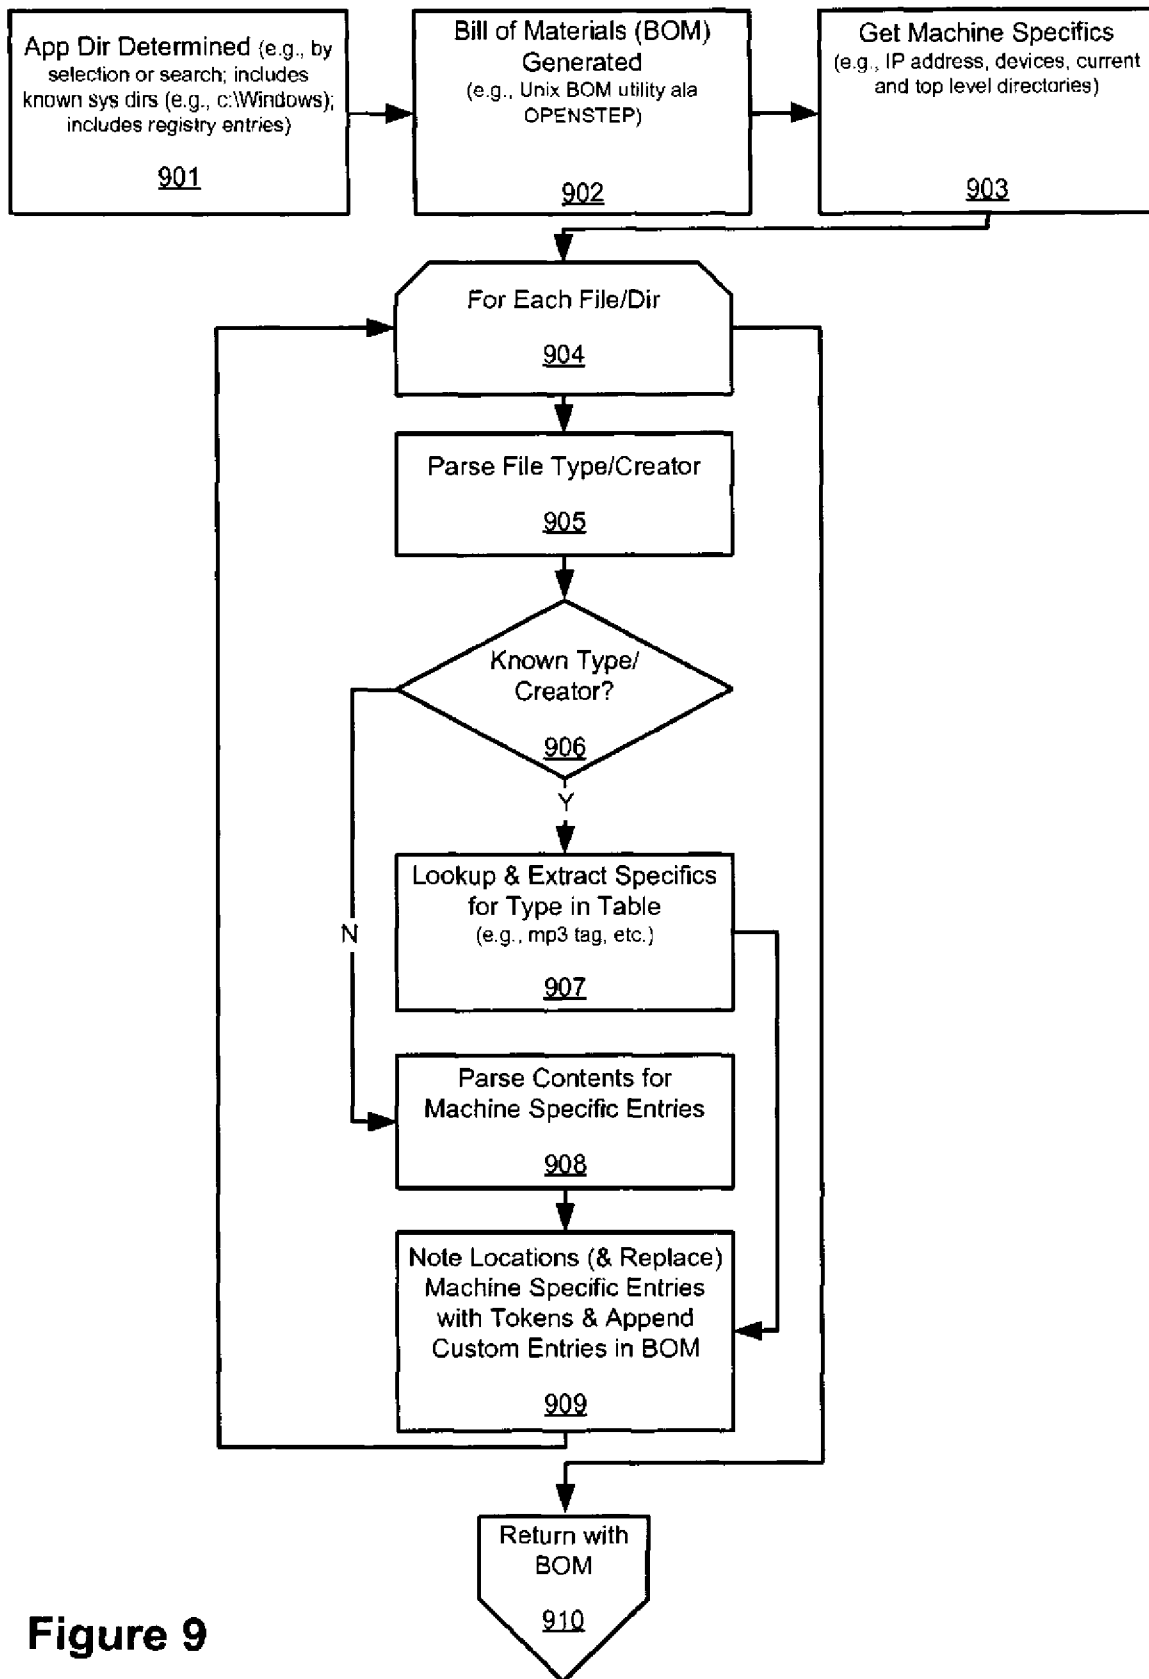 App Dir Determined (e.g., by
selection or search; includes
known sys dirs (e.g., c:\Windows);
includes registry entries)
901
Bill of Materials (BOM)
Generated
(e.g., Unix BOM utility ala
OPENSTEP)
902
Get Machine Specifics
(e.g., IP address, devices, current
and top level directories)
903
For Each File/Dir
904
Parse File Type/Creator
905
Known Type/
Creator?
906
Y
N
Lookup & Extract Specifics
for Type in Table
(e.g., mp3 tag, etc.)
907
Parse Contents for
Machine Specific Entries
908
Note Locations (& Replace)
Machine Specific Entries
with Tokens & Append
Custom Entries in BOM
909
Return with
BOM
910
Figure 9